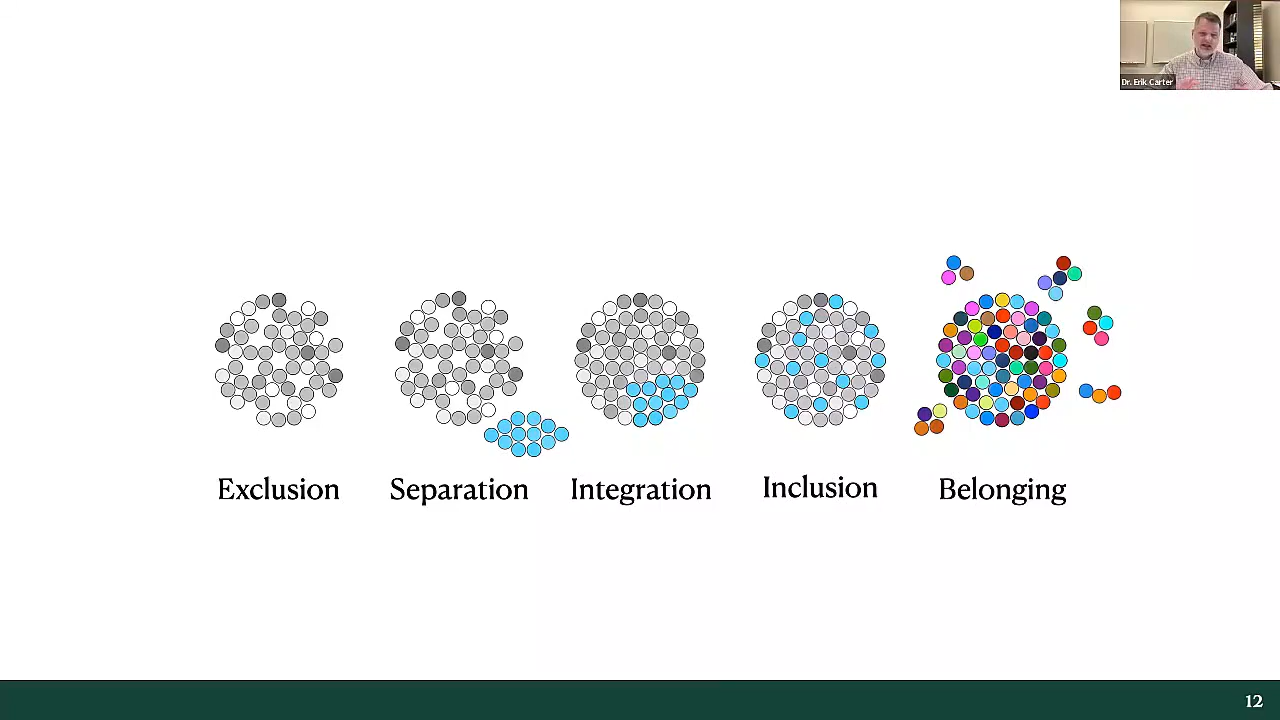 Dr. Erik Carter
Exclusion
Separation
Integration
Inclusion
Belonging
12